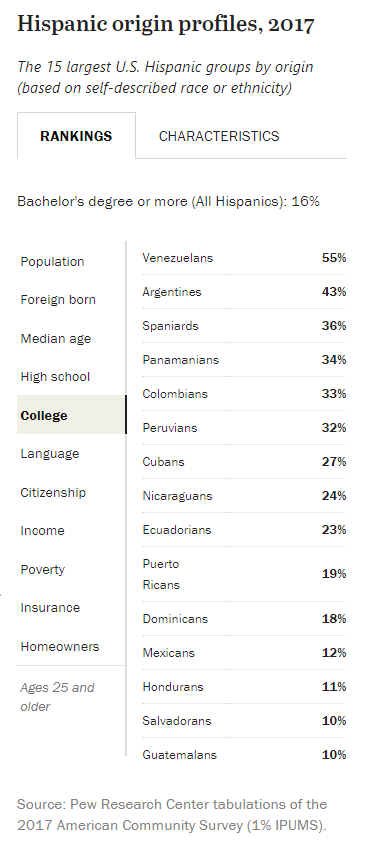 Hispanic origin profiles, 2017
The 15 largest U.S. Hispanic groups by origin
(based on self-described race or ethnicity)
RANKINGS
CHARACTERISTICS
Bachelor's degree or more (All Hispanics): 16%
Population
Foreign born
Median age
High school
College
Language
Citizenship
Income
Poverty
Insurance
Homeowners
Ages 25 and
older
Venezuelans 55%
Argentines 43%
Spaniards 36%
Panamanians 34%
Colombians 33%
Peruvians 32%
Cubans 27%
Nicaraguans 24%
Ecuadorians 23%
Puerto
Ricans 19%
Dominicans 18%
Mexicans 12%
Hondurans 11%
Salvadorans 10%
Guatemalans 10%
Source: Pew Research Center tabulations of the
2017 American Community Survey (1% IPUMS).